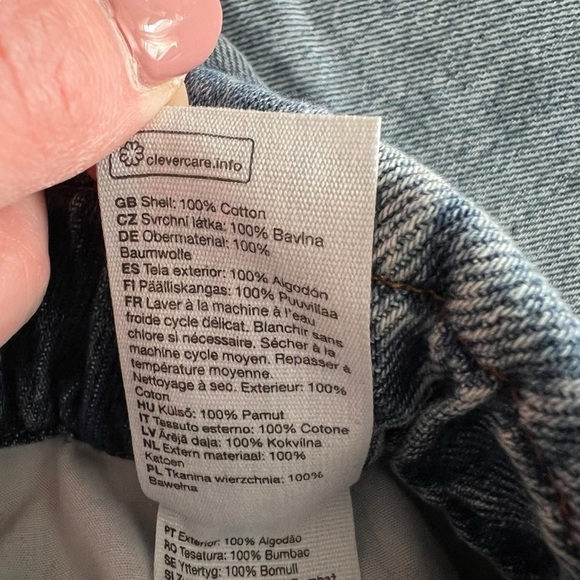 clevercare.info
GB Shell: 100% Cotton
CZ Svrchní látka: 100% Bavlna
DE Obermaterial: 100%
Baumwolle
ES Tela exterior: 100% Algodón
FI Päälliskangas: 100% Puuvillaa
FR Laver à la machine à l'eau
froide cycle délicat. Blanchir sans
chlore si nécessaire. Sécher à la
machine cycle moyen. Repasser à
température moyenne.
Nettoyage à sec. Exterieur: 100%
Coton
HU Külső: 100% Pamut
IT Tessuto esterno: 100% Cotone
LV Ārējā daļa: 100% Kokvilna
NL Extern materiaal: 100%
Katoen
PL Tkanina wierzchnia: 100%
Bawełna
PT Exterior: 100% Algodão
RO Tesatura: 100% Bumbac
SE Yttertyg: 100% Bomull